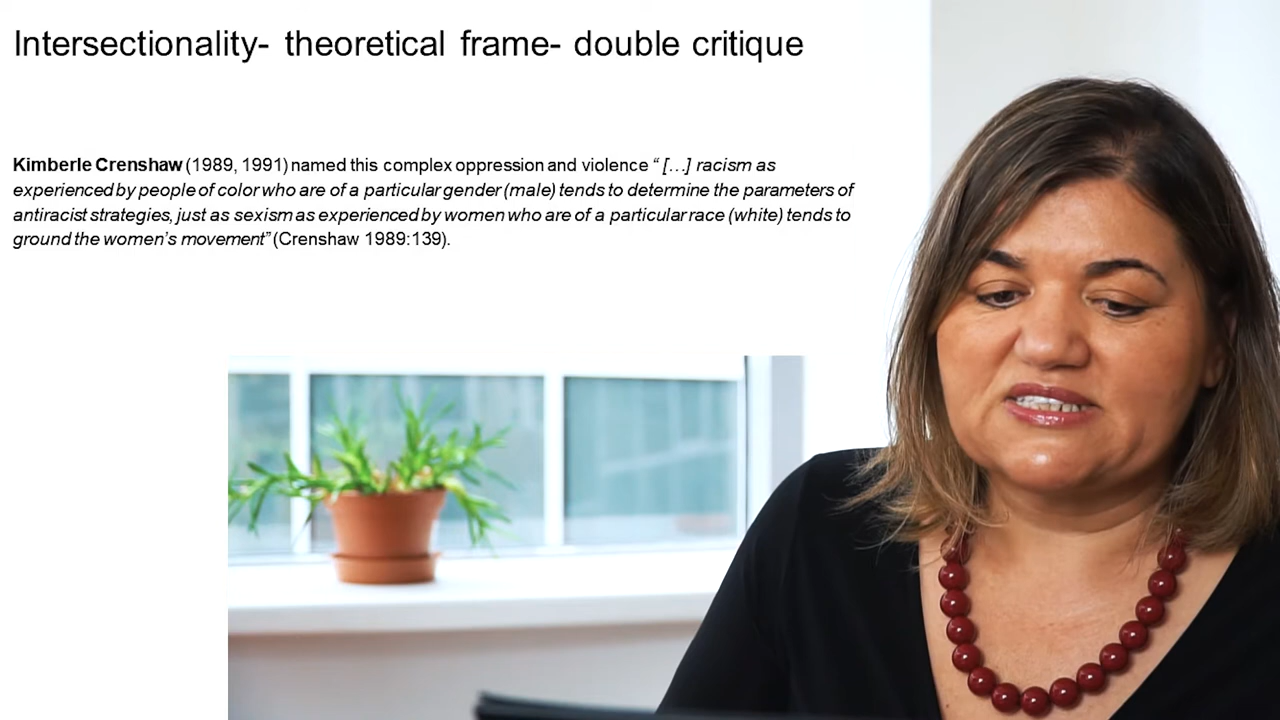 Intersectionality- theoretical frame- double critique
Kimberle Crenshaw (1989, 1991) named this complex oppression and violence “ […] racism as
experienced by people of color who are of a particular gender (male) tends to determine the parameters of
antiracist strategies, just as sexism as experienced by women who are of a particular race (white) tends to
ground the women’s movement” (Crenshaw 1989:139).